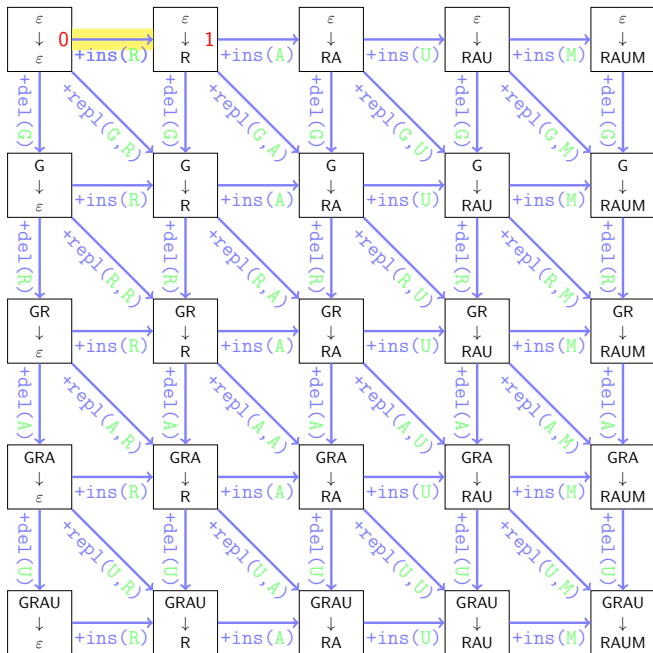 ε ε ε ε ε
↓ 0 ↓ 1 ↓ ↓ ↓
ε R RA RAU RAUM
+ins(R) +ins(A) +ins(U) +ins(M)
+del(G) +repl(G,R) +del(G) +repl(G,A) +del(G) +repl(G,U) +del(G) +repl(G,M) +del(G)
G G G G G
↓ ↓ ↓ ↓ ↓
ε R RA RAU RAUM
+ins(R) +ins(A) +ins(U) +ins(M)
+del(R) +repl(R,R) +del(R) +repl(R,A) +del(R) +repl(R,U) +del(R) +repl(R,M) +del(R)
GR GR GR GR GR
↓ ↓ ↓ ↓ ↓
ε R RA RAU RAUM
+ins(R) +ins(A) +ins(U) +ins(M)
+del(A) +repl(A,R) +del(A) +repl(A,A) +del(A) +repl(A,U) +del(A) +repl(A,M) +del(A)
GRA GRA GRA GRA GRA
↓ ↓ ↓ ↓ ↓
ε R RA RAU RAUM
+ins(R) +ins(A) +ins(U) +ins(M)
+del(U) +repl(U,R) +del(U) +repl(U,A) +del(U) +repl(U,U) +del(U) +repl(U,M) +del(U)
GRAU GRAU GRAU GRAU GRAU
↓ ↓ ↓ ↓ ↓
ε R RA RAU RAUM
+ins(R) +ins(A) +ins(U) +ins(M)